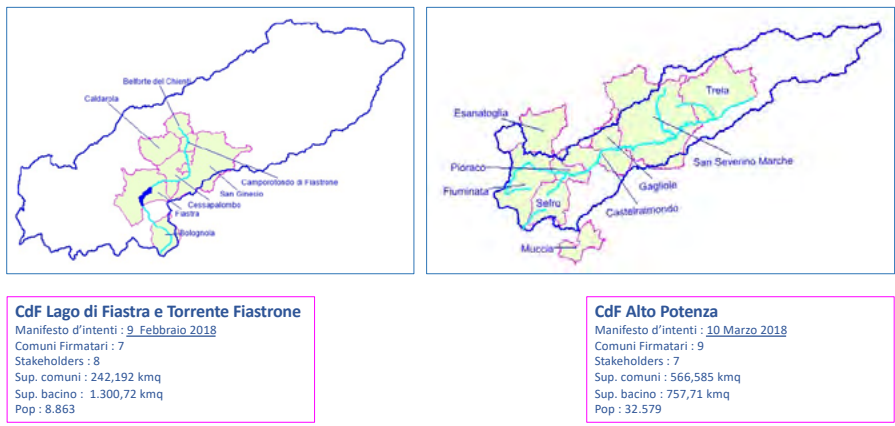 Belforte del Chienti
Caldarola
Camporotondo di Fiastrone
San Ginesio
Cessapalombo
Fiastra
Bolognola
Treia
Esanatoglia
San Severino Marche
Pioraco
Gagliole
Fiuminata
Sefro
Castelraimondo
Muccia
CdF Lago di Fiastra e Torrente Fiastrone
Manifesto d'intenti : 9 Febbraio 2018
Comuni Firmatari : 7
Stakeholders : 8
Sup. comuni : 242,192 kmq
Sup. bacino : 1.300,72 kmq
Pop : 8.863
CdF Alto Potenza
Manifesto d'intenti : 10 Marzo 2018
Comuni Firmatari : 9
Stakeholders : 7
Sup. comuni : 566,585 kmq
Sup. bacino : 757,71 kmq
Pop : 32.579